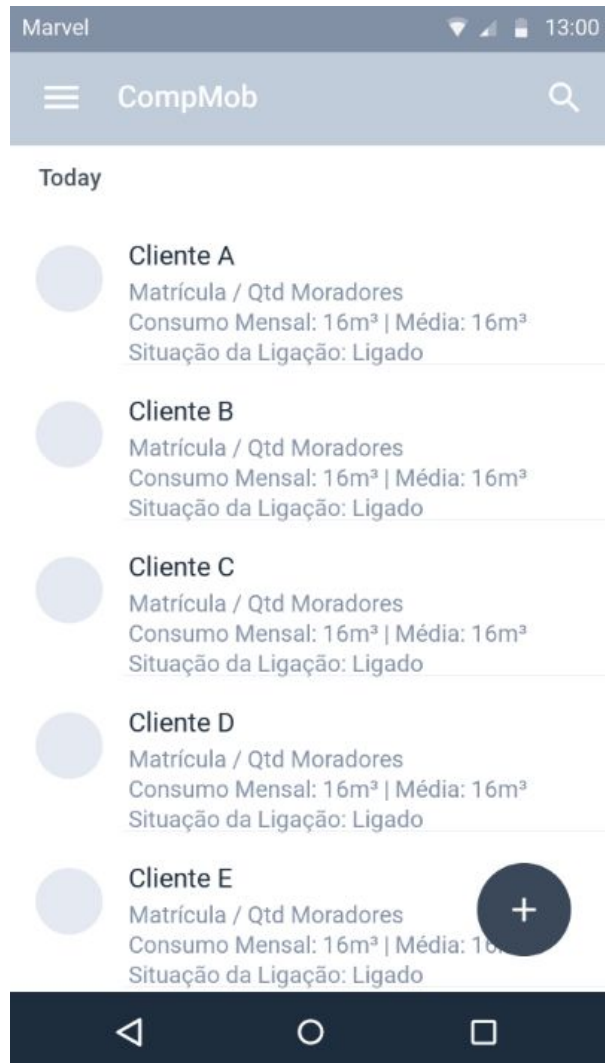 Marvel 13:00
CompMob
Today
Cliente A
Matrícula / Qtd Moradores
Consumo Mensal: 16m³ | Média: 16m³
Situação da Ligação: Ligado
Cliente B
Matrícula / Qtd Moradores
Consumo Mensal: 16m³ | Média: 16m³
Situação da Ligação: Ligado
Cliente C
Matrícula / Qtd Moradores
Consumo Mensal: 16m³ | Média: 16m³
Situação da Ligação: Ligado
Cliente D
Matrícula / Qtd Moradores
Consumo Mensal: 16m³ | Média: 16m³
Situação da Ligação: Ligado
Cliente E
Matrícula / Qtd Moradores
Consumo Mensal: 16m³ | Média:
Situação da Ligação: Ligado